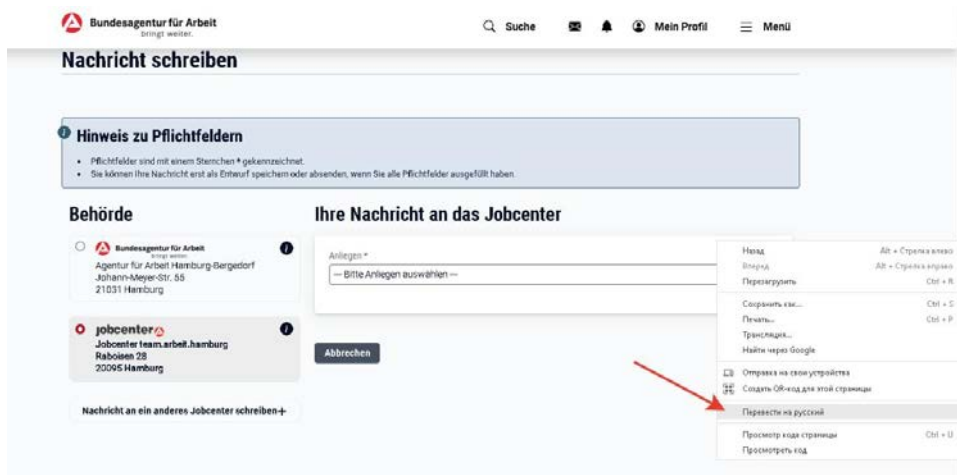 Bundesagentur für Arbeit
bringt weiter.
Suche
Mein Profil
Menü
Nachricht schreiben
Hinweis zu Pflichtfeldern
• Pflichtfelder sind mit einem Sternchen * gekennzeichnet.
• Sie können Ihre Nachricht erst als Entwurf speichern oder absenden, wenn Sie alle Pflichtfelder ausgefüllt haben.
Behörde
Bundesagentur für Arbeit
bringt weiter.
Agentur für Arbeit Hamburg-Bergedorf
Johann-Meyer-Str. 55
21031 Hamburg
jobcenter
Jobcenter team.arbeit.hamburg
Raboisen 28
20095 Hamburg
Nachricht an ein anderes Jobcenter schreiben+
Ihre Nachricht an das Jobcenter
Anliegen *
--- Bitte Anliegen auswählen ---
Abbrechen
Назад Alt + Стрелка влево
Вперед Alt + Стрелка вправо
Перезагрузить Ctrl + R
Сохранить как... Ctrl + S
Печать... Ctrl + P
Трансляция...
Найти через Google
Отправка на свои устройства
Создать QR-код для этой страницы
Перевести на русский
Просмотр кода страницы Ctrl + U
Просмотреть код